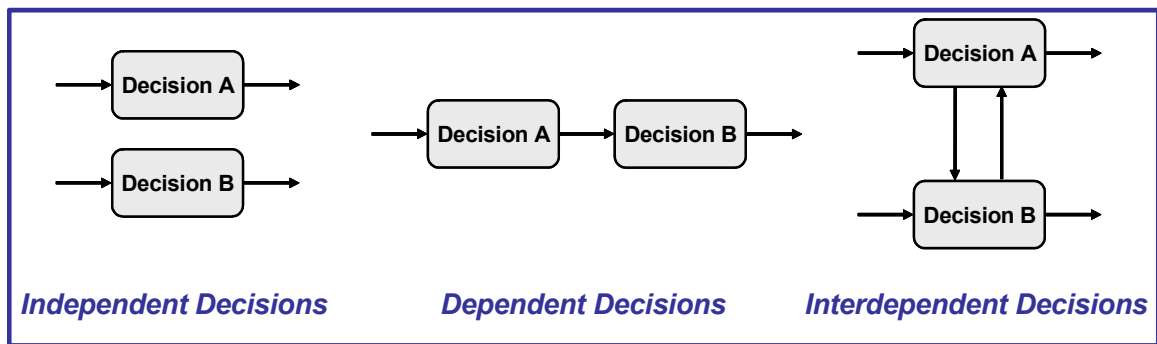 Decision A
Decision B
Independent Decisions
Decision A
Decision B
Dependent Decisions
Decision A
Decision B
Interdependent Decisions